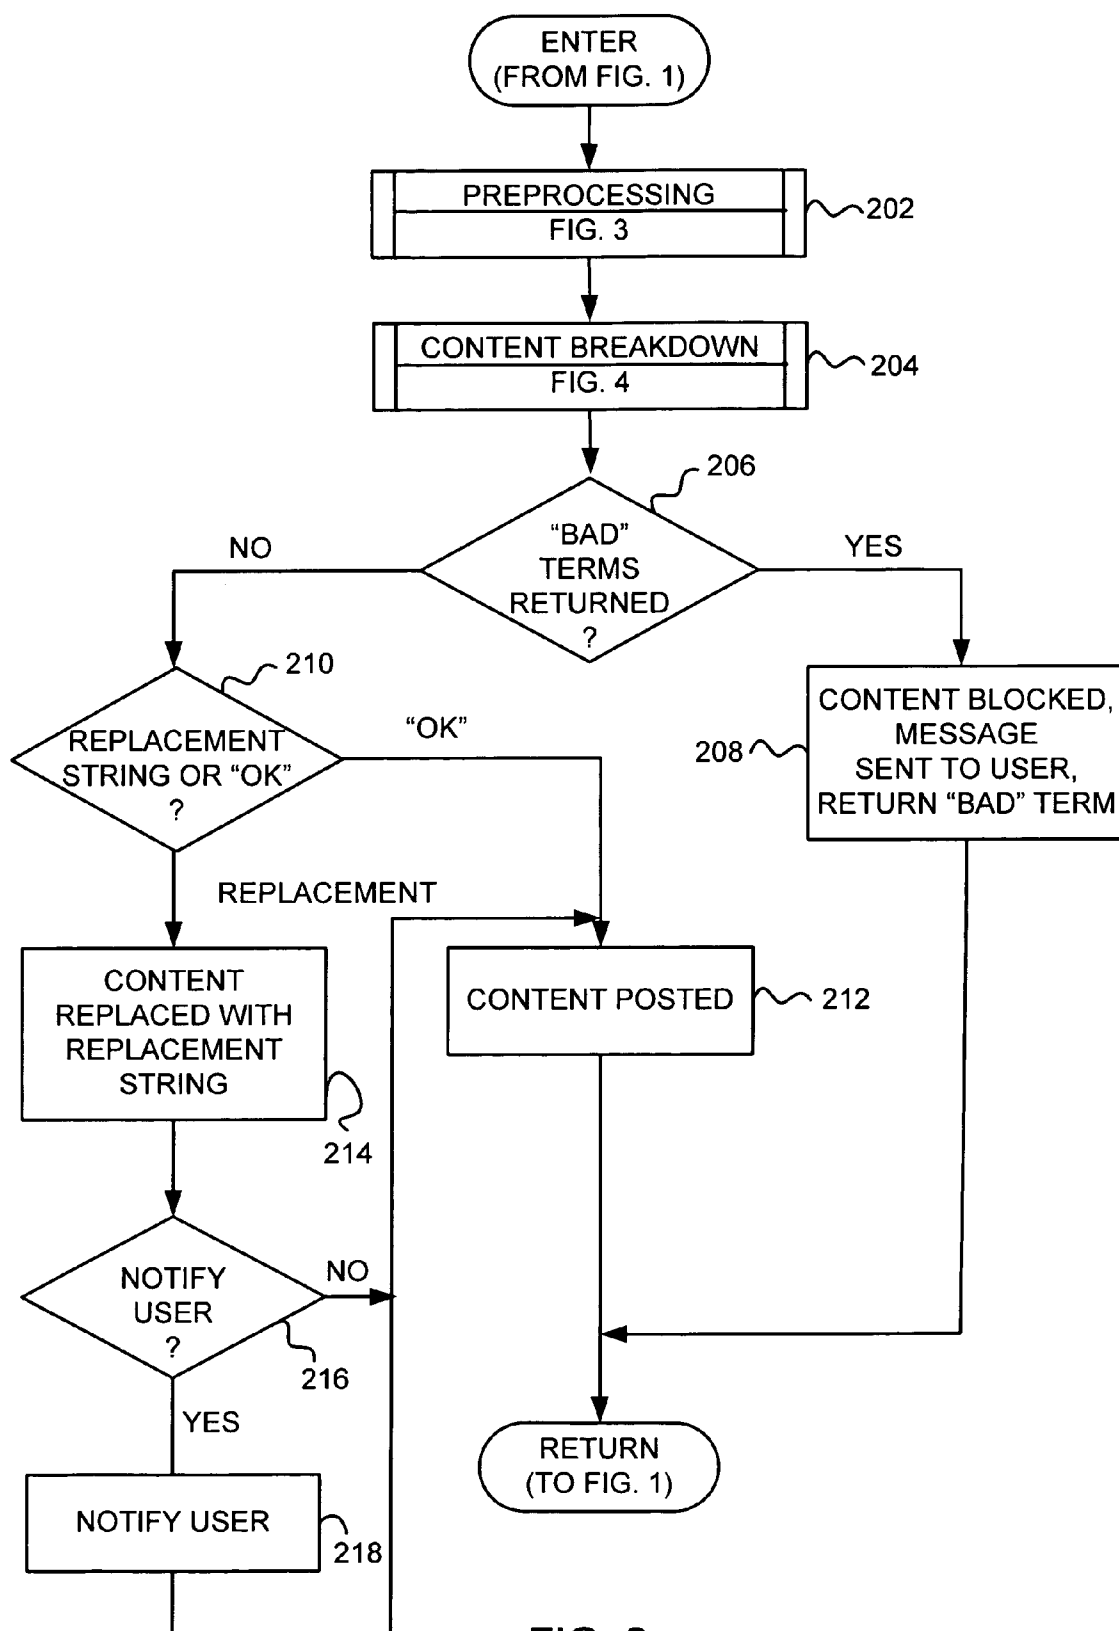 ENTER
(FROM FIG. 1)
PREPROCESSING
FIG. 3
202
CONTENT BREAKDOWN
FIG. 4
204
206
“BAD”
TERMS
RETURNED
?
NO
YES
210
REPLACEMENT
STRING OR “OK”
?
“OK”
208
CONTENT BLOCKED,
MESSAGE
SENT TO USER,
RETURN “BAD” TERM
REPLACEMENT
CONTENT
REPLACED WITH
REPLACEMENT
STRING
214
CONTENT POSTED
212
NOTIFY
USER
?
NO
216
YES
RETURN
(TO FIG. 1)
NOTIFY USER
218